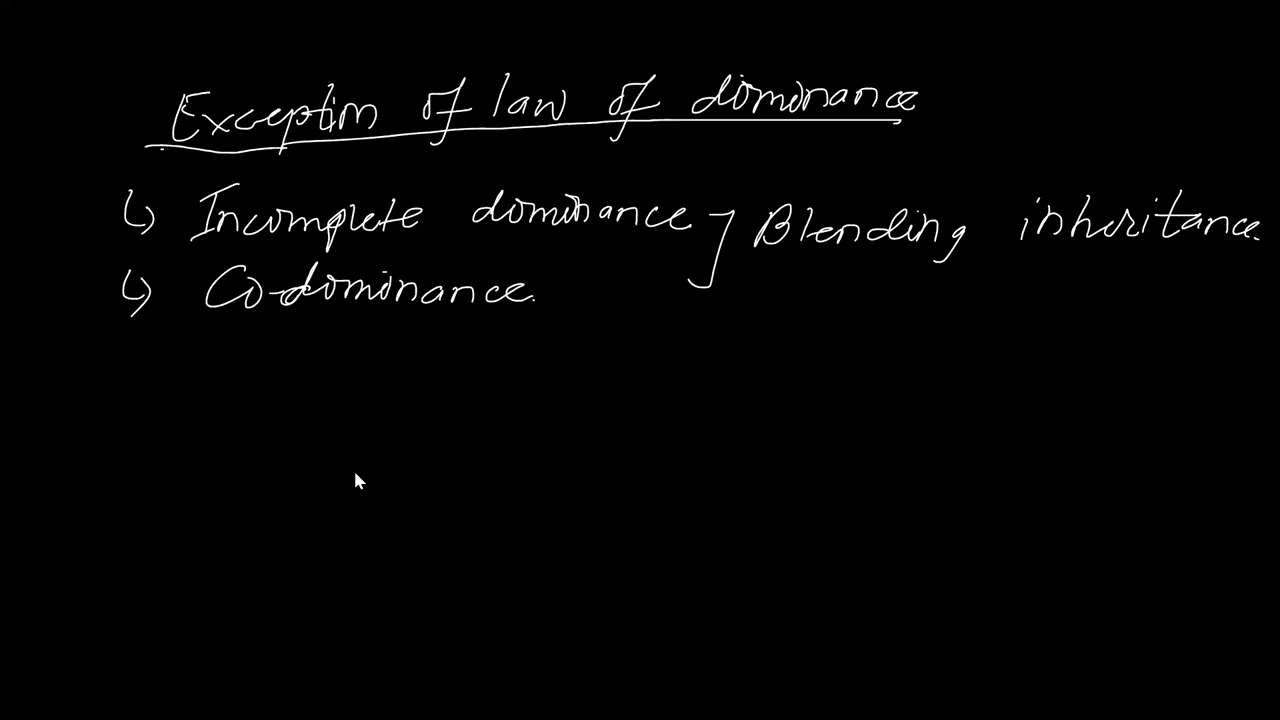 Exception of law of dominance
↳ Incomplete dominance ] Blending inheritance.
↳ Co-dominance.